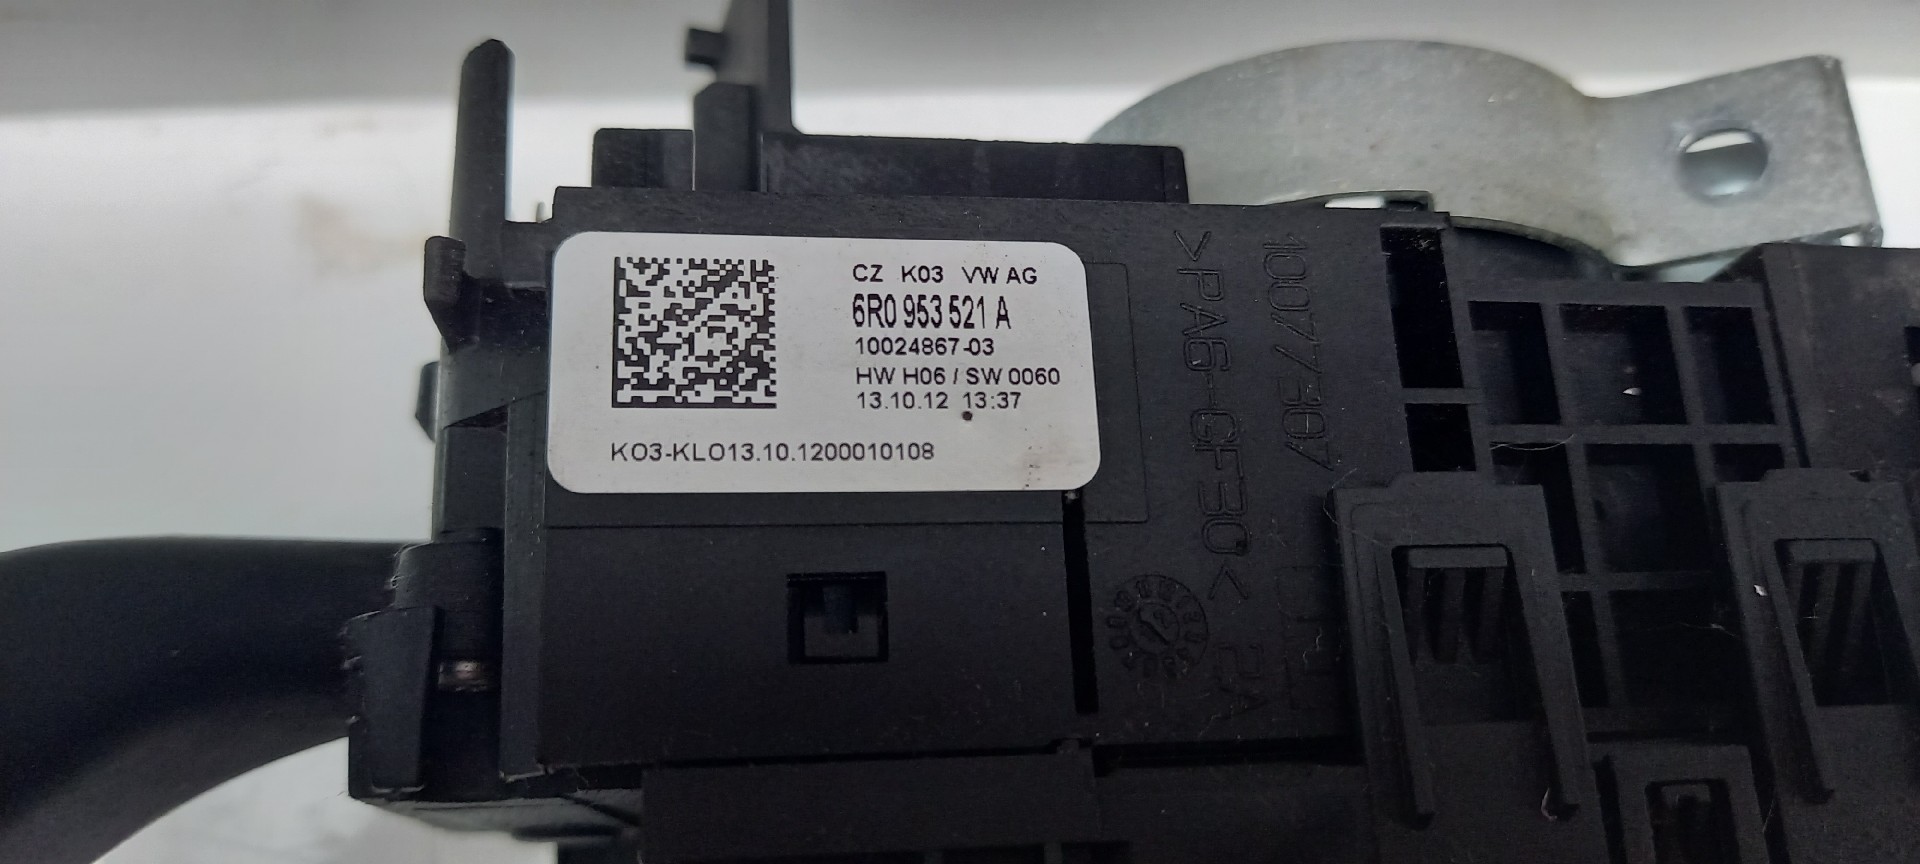 CZ K03 VW AG
6R0 953 521 A
10024867-03
HW H06 / SW 0060
13.10.12 13:37
K03-KLO13.10.1200010108
>PA6-GF30<
2A